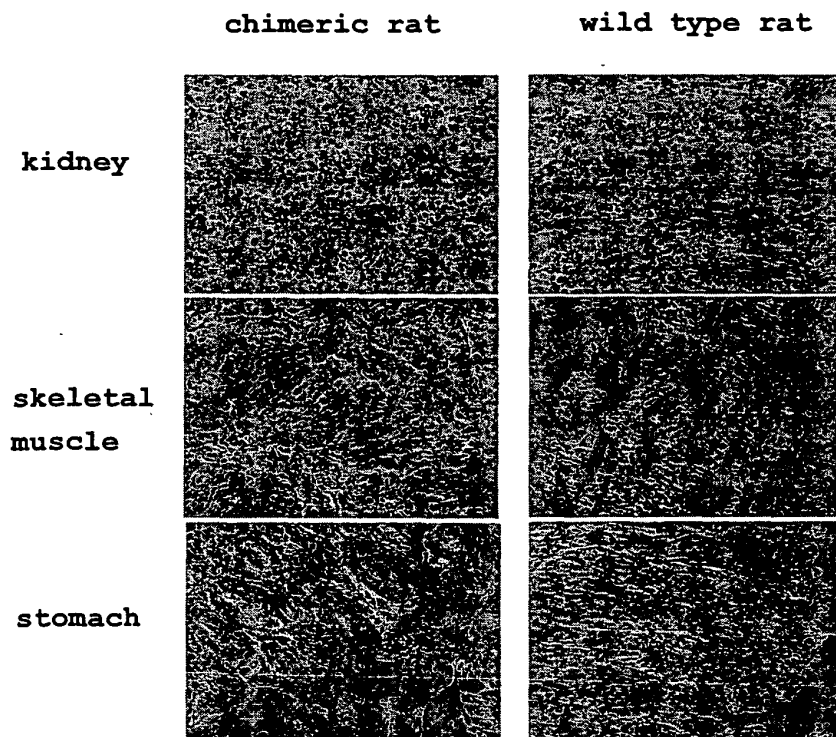 chimeric rat
wild type rat
kidney
skeletal
muscle
stomach